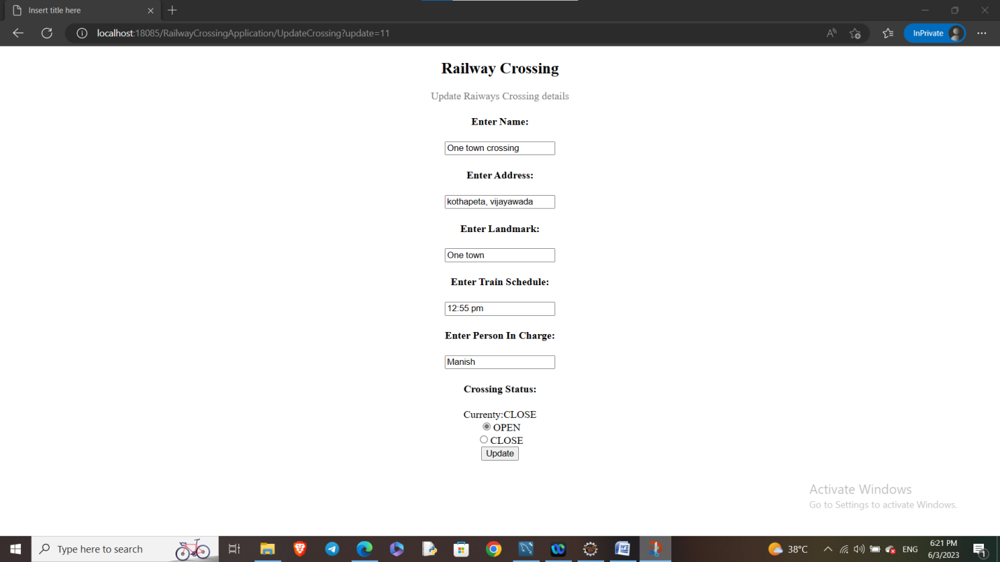 Insert title here
localhost:18085/RailwayCrossingApplication/UpdateCrossing?update=11
InPrivate
Railway Crossing
Update Raiways Crossing details
Enter Name:
One town crossing
Enter Address:
kothapeta, vijayawada
Enter Landmark:
One town
Enter Train Schedule:
12:55 pm
Enter Person In Charge:
Manish
Crossing Status:
Currenty:CLOSE
OPEN
CLOSE
Update
Activate Windows
Go to Settings to activate Windows.
Type here to search
38°C
ENG
6:21 PM
6/3/2023
1